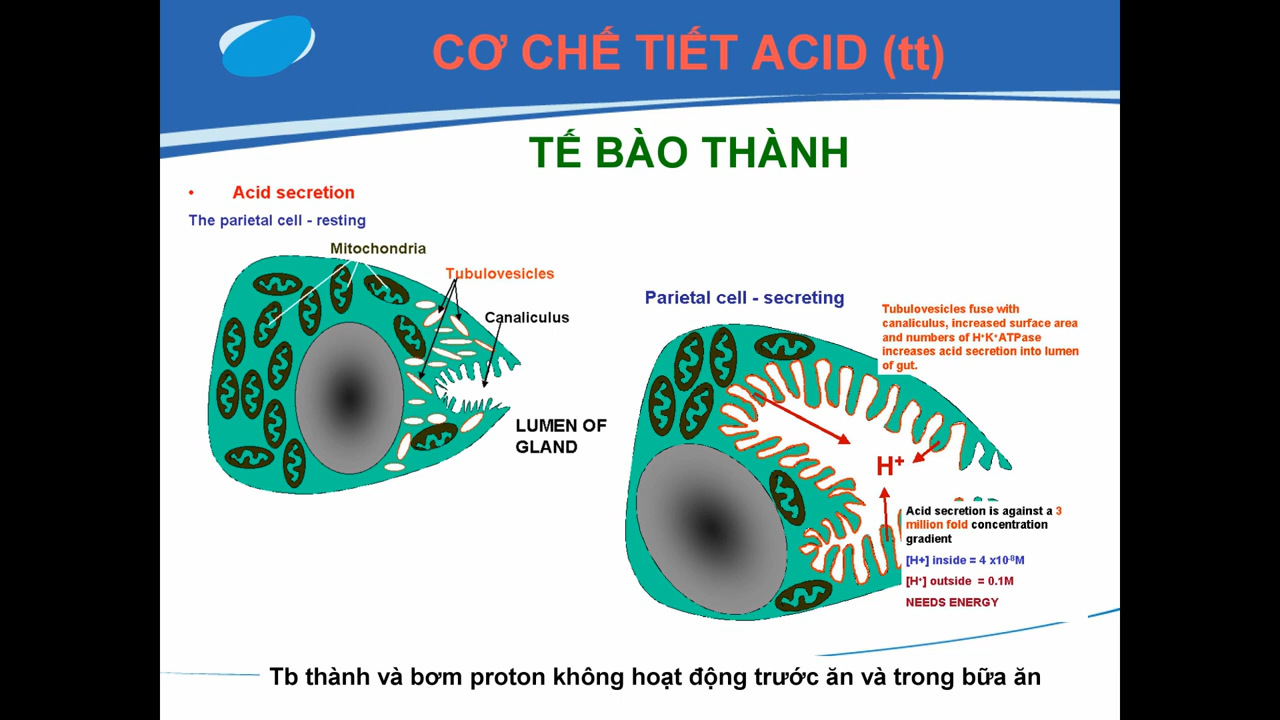 CƠ CHẾ TIẾT ACID (tt)
TẾ BÀO THÀNH
• Acid secretion
The parietal cell - resting
Mitochondria
Tubulovesicles
Canaliculus
LUMEN OF
GLAND
Parietal cell - secreting
Tubulovesicles fuse with
canaliculus, increased surface area
and numbers of H⁺K⁺ATPase
increases acid secretion into lumen
of gut.
H⁺
Acid secretion is against a 3
million fold concentration
gradient
[H+] inside = 4 x10⁻⁸M
[H⁺] outside = 0.1M
NEEDS ENERGY
Tb thành và bơm proton không hoạt động trước ăn và trong bữa ăn